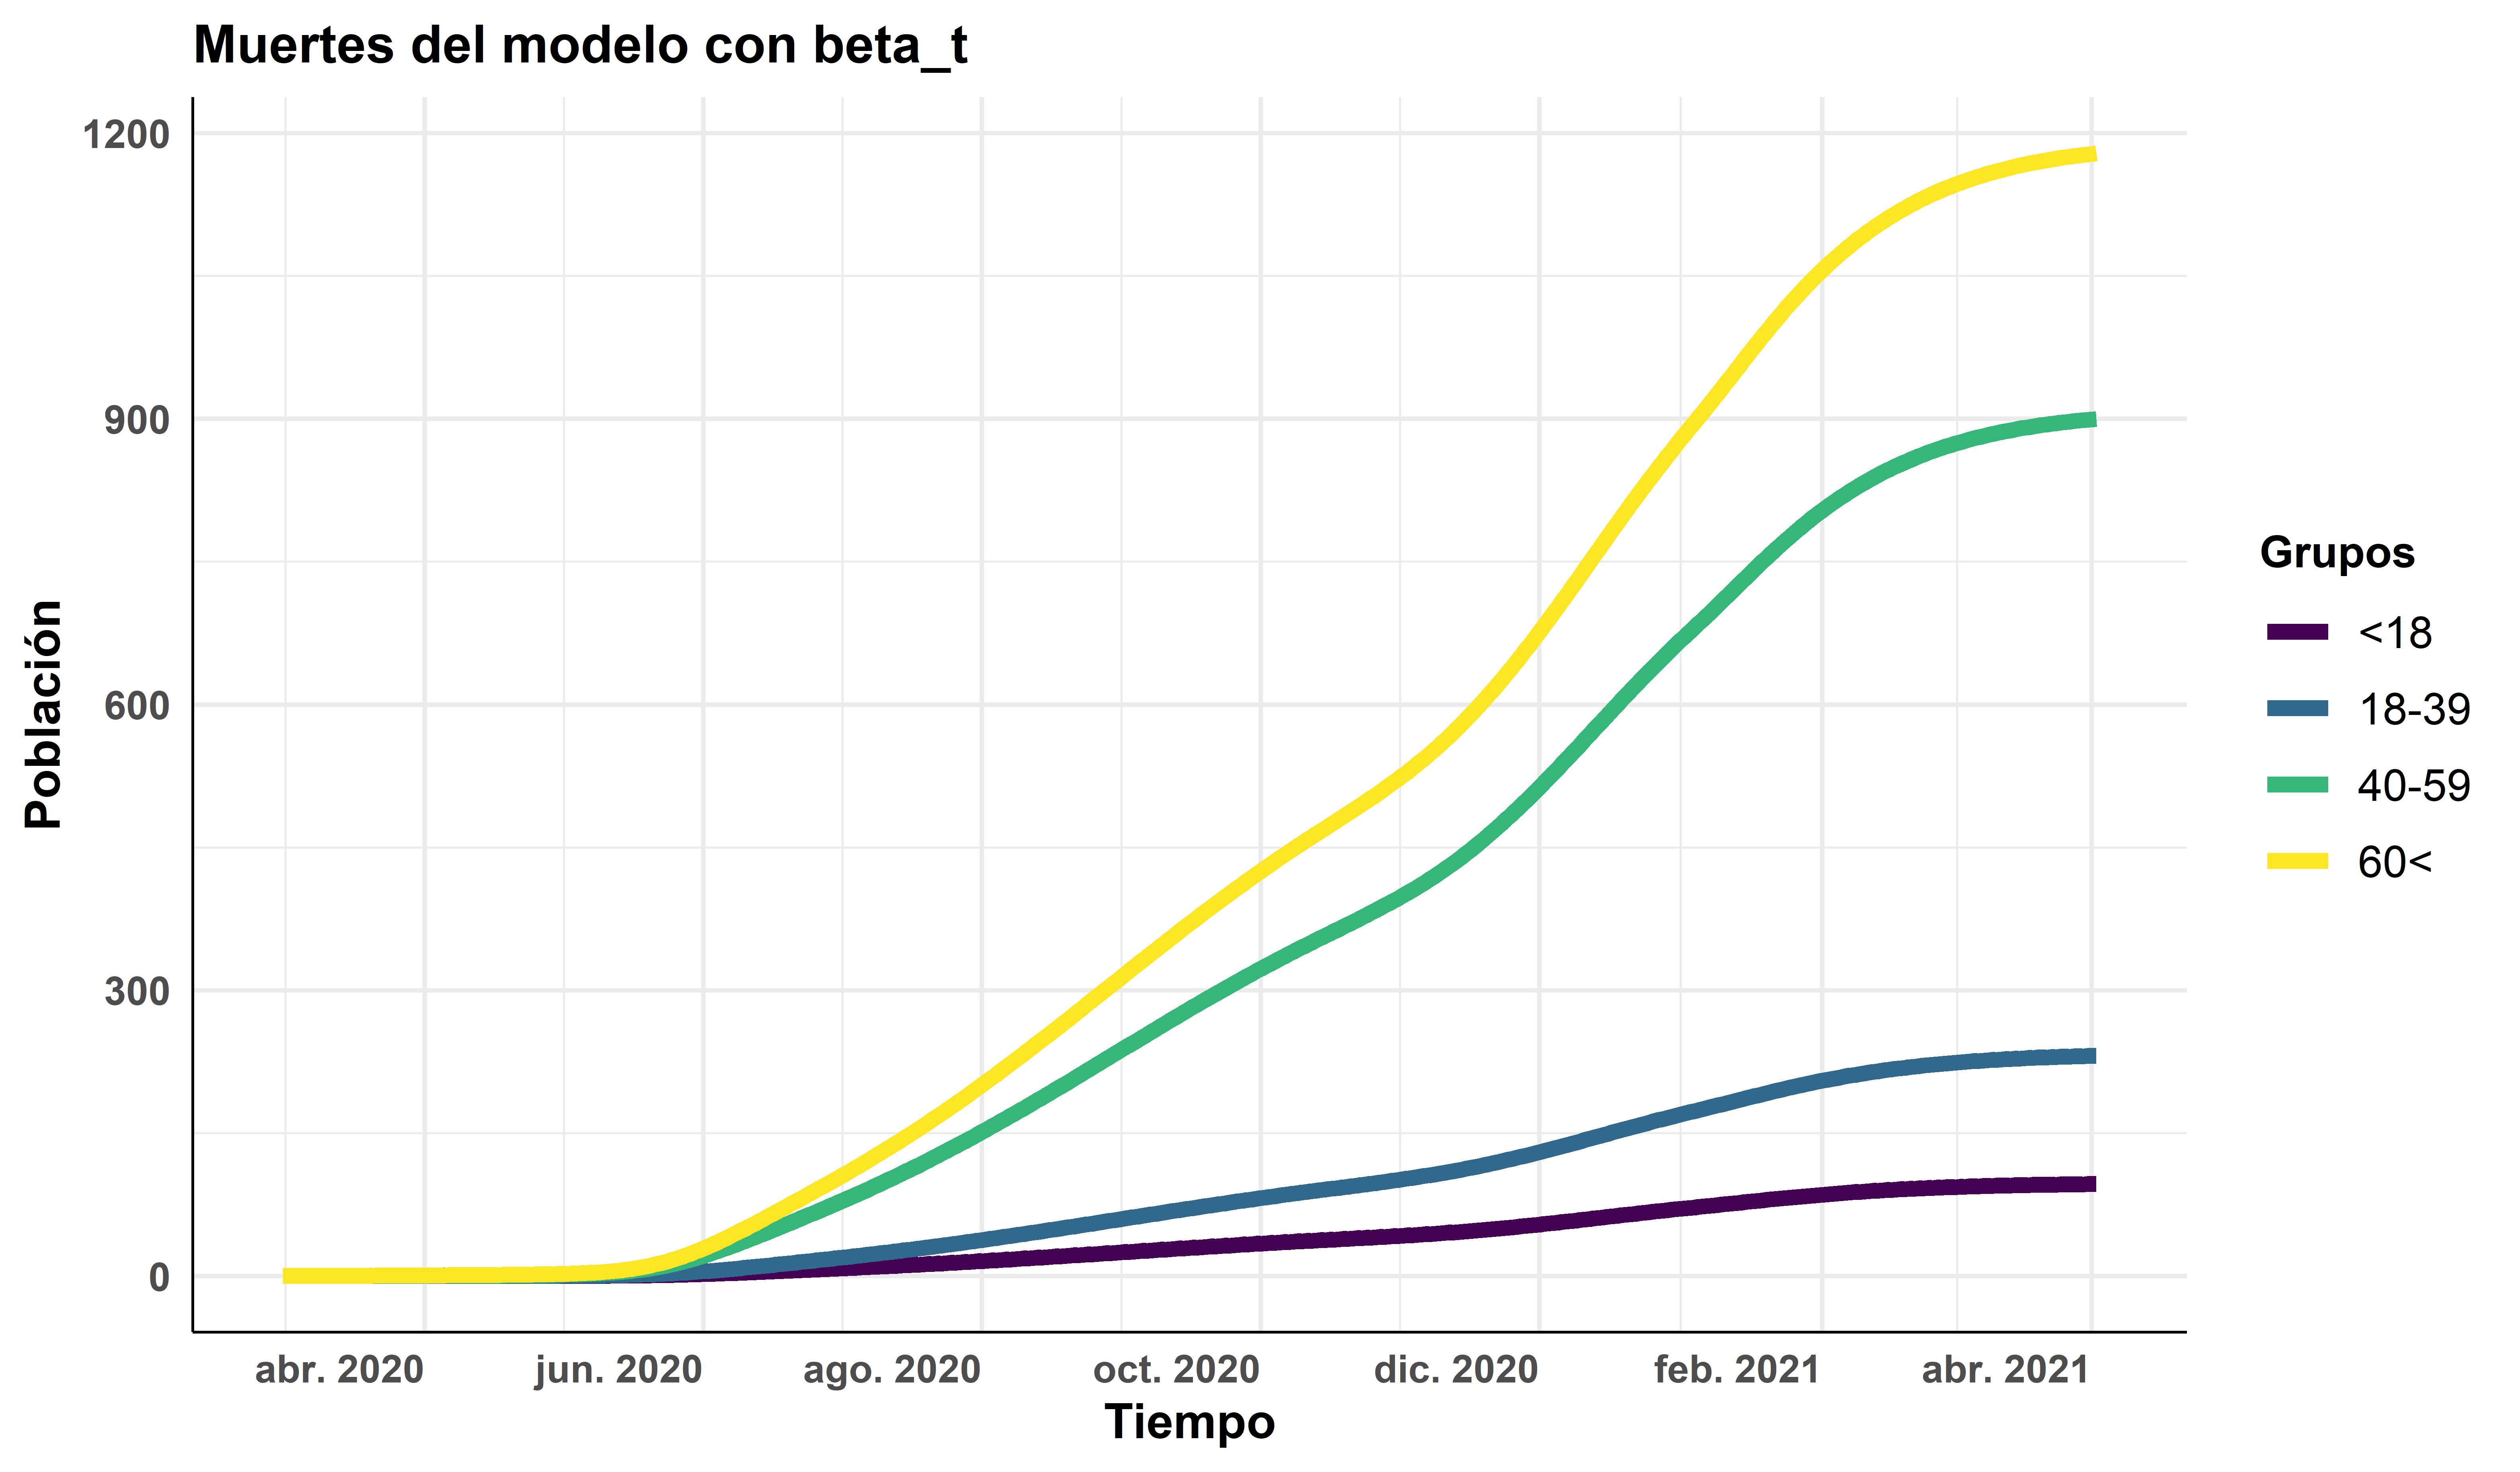 Muertes del modelo con beta_t
1200
900
600
300
0
Población
abr. 2020 jun. 2020 ago. 2020 oct. 2020 dic. 2020 feb. 2021 abr. 2021
Tiempo
Grupos
<18
18-39
40-59
60<